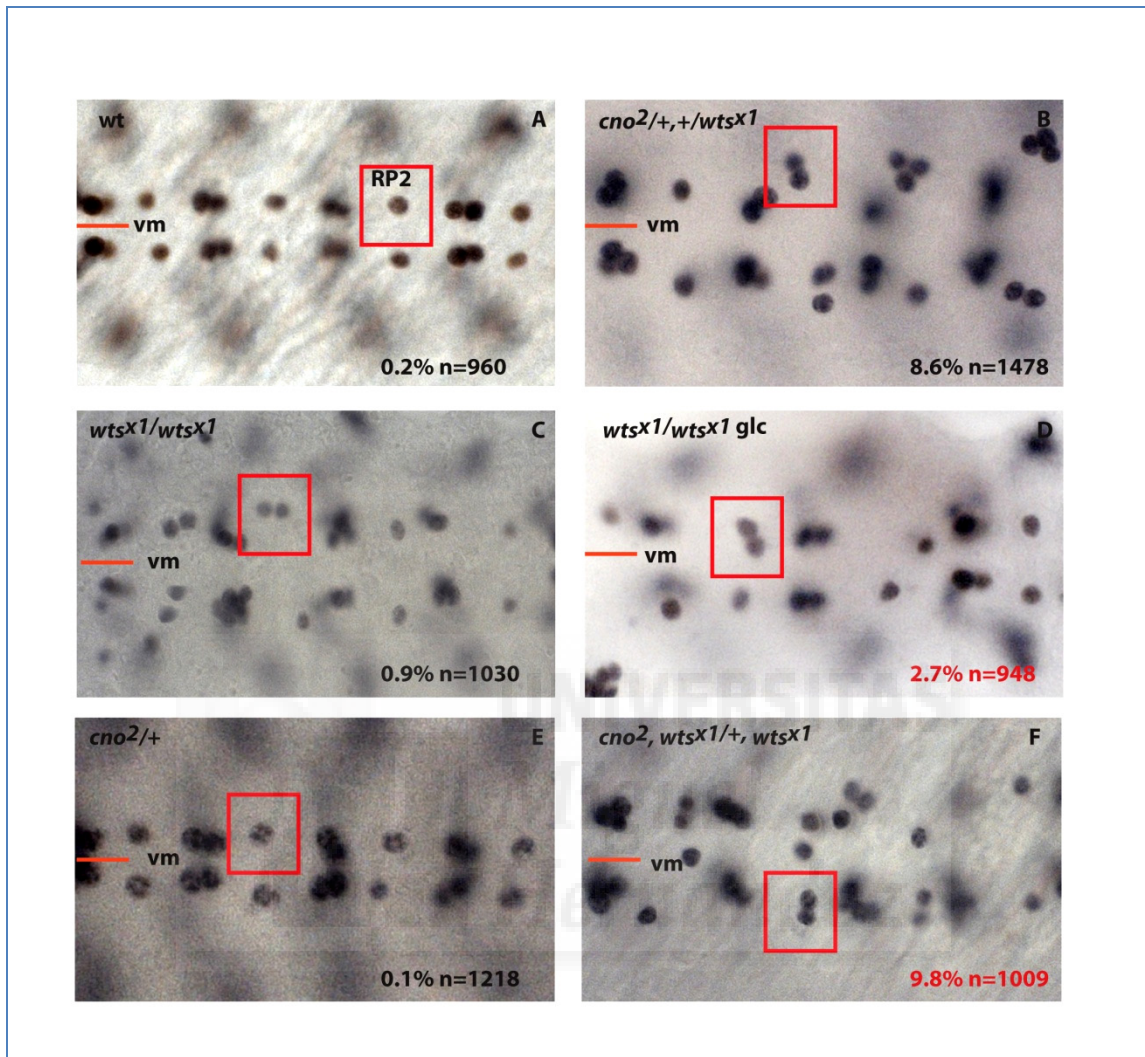 wt A
RP2
vm
0.2% n=960
cno²/+,+/wtsˣ¹ B
vm
8.6% n=1478
wtsˣ¹/wtsˣ¹ C
vm
0.9% n=1030
wtsˣ¹/wtsˣ¹ glc D
vm
2.7% n=948
cno²/+ E
vm
0.1% n=1218
cno², wtsˣ¹/+, wtsˣ¹ F
vm
9.8% n=1009
UNIVERSITAS